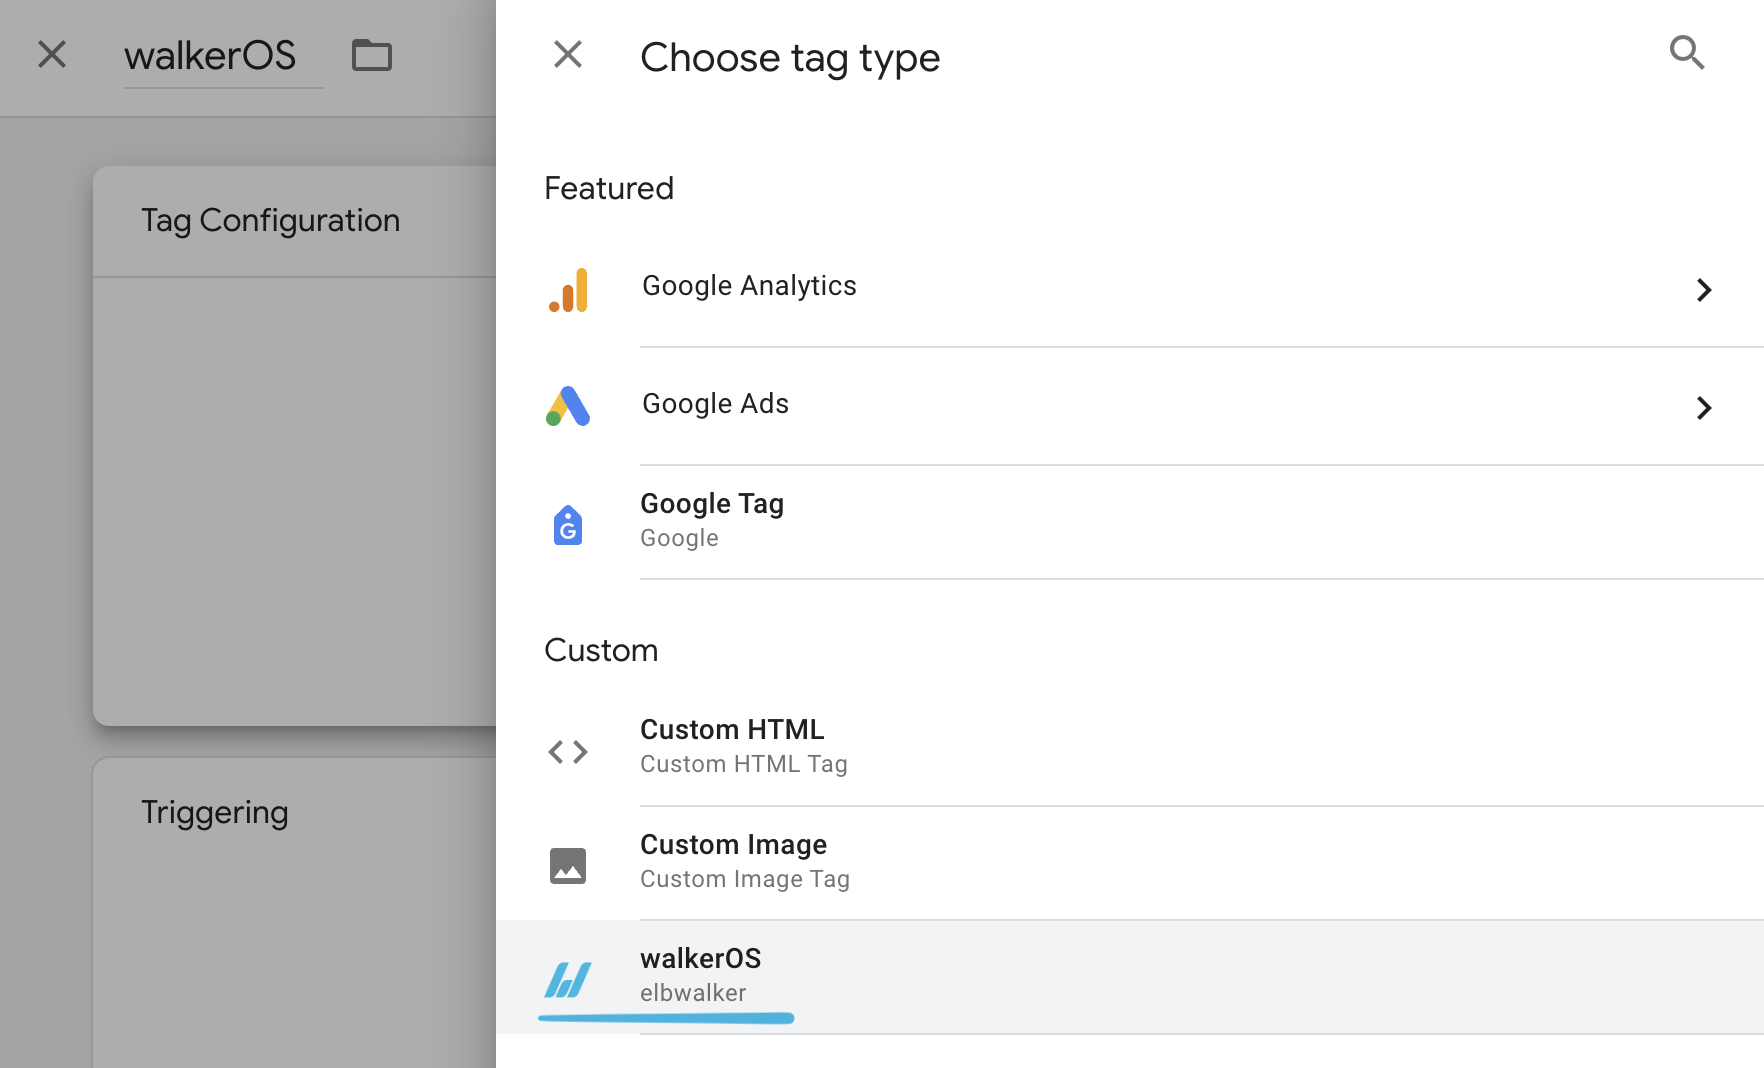 walkerOS
Choose tag type
Tag Configuration
Triggering
Featured
Google Analytics
Google Ads
G
Google Tag
Google
Custom
Custom HTML
Custom HTML Tag
Custom Image
Custom Image Tag
walkerOS
elbwalker